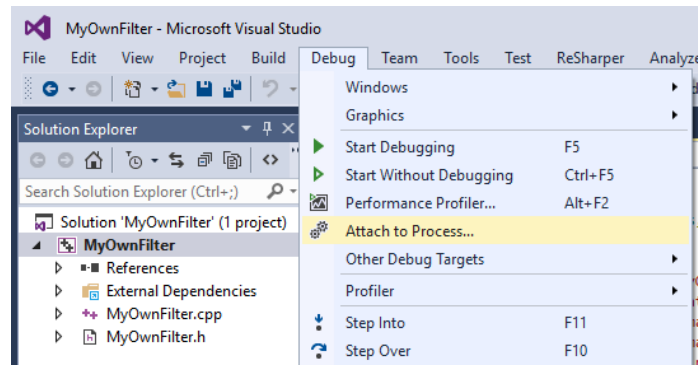 MyOwnFilter - Microsoft Visual Studio
File Edit View Project Build Debug Team Tools Test ReSharper Analyze
Solution Explorer
Search Solution Explorer (Ctrl+;)
Solution 'MyOwnFilter' (1 project)
MyOwnFilter
References
External Dependencies
MyOwnFilter.cpp
MyOwnFilter.h
Windows
Graphics
Start Debugging F5
Start Without Debugging Ctrl+F5
Performance Profiler... Alt+F2
Attach to Process...
Other Debug Targets
Profiler
Step Into F11
Step Over F10